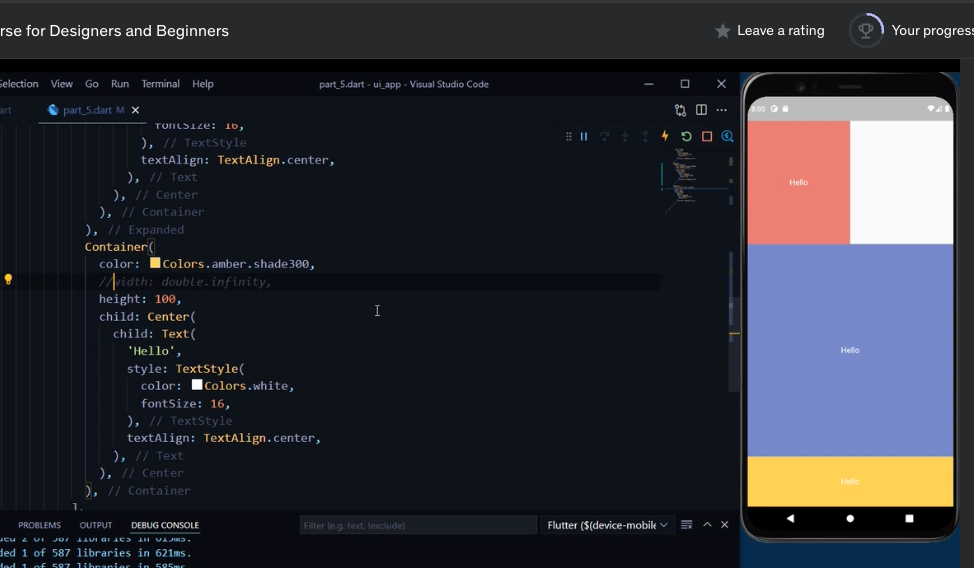 rse for Designers and Beginners
Leave a rating
Your progress
Selection View Go Run Terminal Help
part_5.dart - ui_app - Visual Studio Code
art
part_5.dart M
fontSize: 16,
), // TextStyle
textAlign: TextAlign.center,
), // Text
), // Center
), // Container
), // Expanded
Container(
color: Colors.amber.shade300,
//width: double.infinity,
height: 100,
child: Center(
child: Text(
'Hello',
style: TextStyle(
color: Colors.white,
fontSize: 16,
), // TextStyle
textAlign: TextAlign.center,
), // Text
), // Center
), // Container
],
PROBLEMS OUTPUT DEBUG CONSOLE
Filter (e.g. text, !exclude)
Flutter ($(device-mobile
ded 2 of 587 libraries in 615ms.
ded 1 of 587 libraries in 621ms.
ded 1 of 587 libraries in 585ms.
8:05
Hello
Hello
Hello